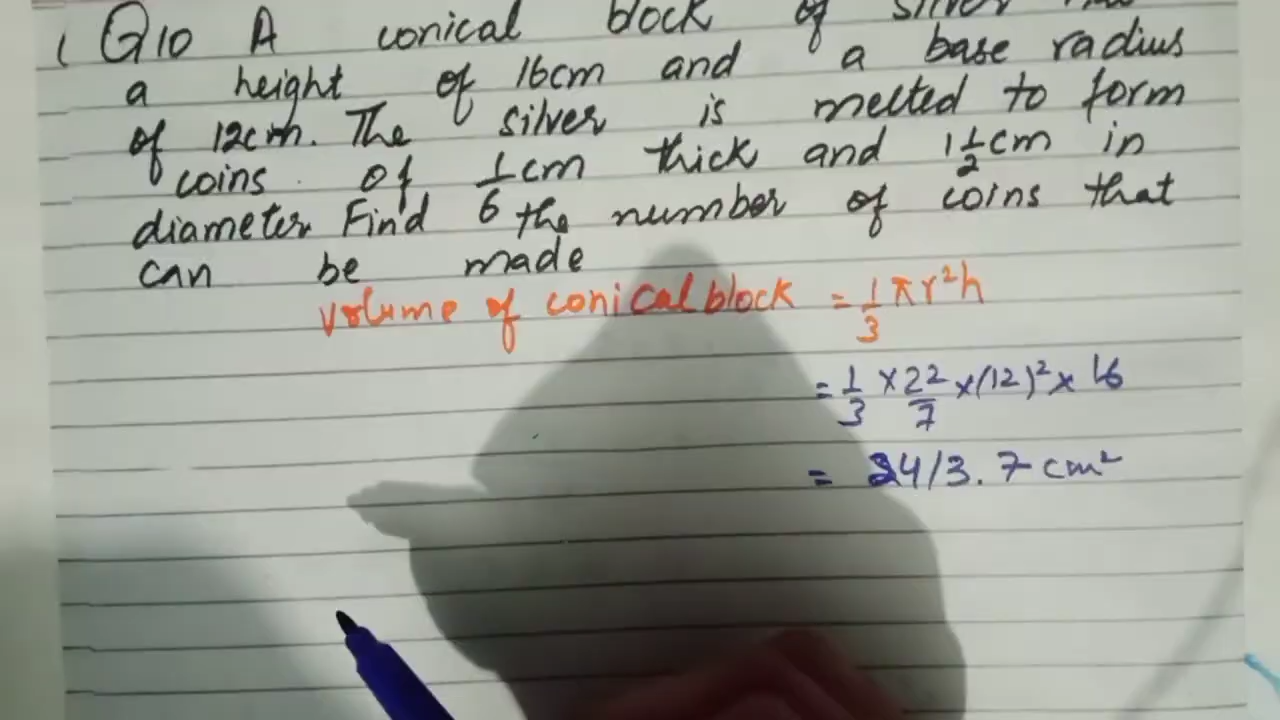 ( Q10 A conical block of silver has
a height of 16cm and a base radius
of 12cm. The silver is melted to form
coins of 1/6 cm thick and 1 1/2 cm in
diameter Find the number of coins that
can be made
volume of conical block = 1/3 πr²h
= 1/3 × 22/7 × (12)² × 16
= 2413.7 cm²